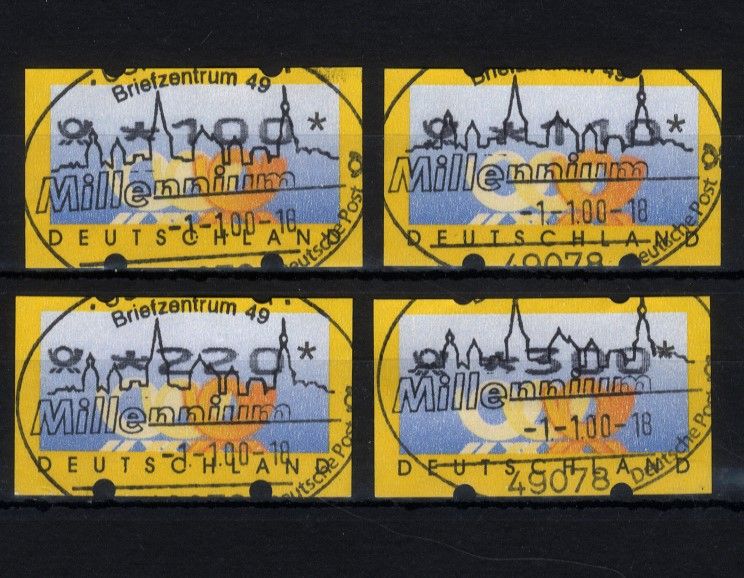 Briefzentrum 49
*100*
Millennium
-1-1.00-18
DEUTSCHLAND
Deutsche Post
Briefzentrum 49
*110*
Millennium
-1-1.00-18
DEUTSCHLAND
49078
Deutsche Post
Briefzentrum 49
*220*
Millennium
-1-1.00-18
DEUTSCHLAND
Deutsche Post
*300*
Millennium
-1-1.00-18
DEUTSCHLAND
49078
Deutsche Post